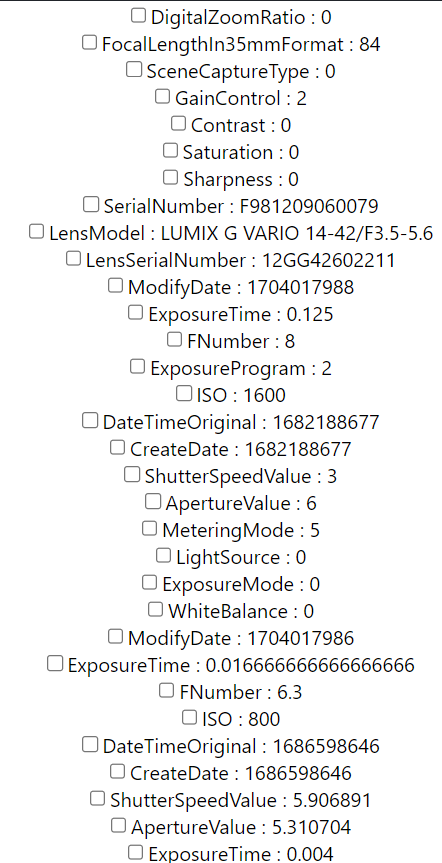 DigitalZoomRatio : 0
FocalLengthIn35mmFormat : 84
SceneCaptureType : 0
GainControl : 2
Contrast : 0
Saturation : 0
Sharpness : 0
SerialNumber : F981209060079
LensModel : LUMIX G VARIO 14-42/F3.5-5.6
LensSerialNumber : 12GG42602211
ModifyDate : 1704017988
ExposureTime : 0.125
FNumber : 8
ExposureProgram : 2
ISO : 1600
DateTimeOriginal : 1682188677
CreateDate : 1682188677
ShutterSpeedValue : 3
ApertureValue : 6
MeteringMode : 5
LightSource : 0
ExposureMode : 0
WhiteBalance : 0
ModifyDate : 1704017986
ExposureTime : 0.016666666666666666
FNumber : 6.3
ISO : 800
DateTimeOriginal : 1686598646
CreateDate : 1686598646
ShutterSpeedValue : 5.906891
ApertureValue : 5.310704
ExposureTime : 0.004